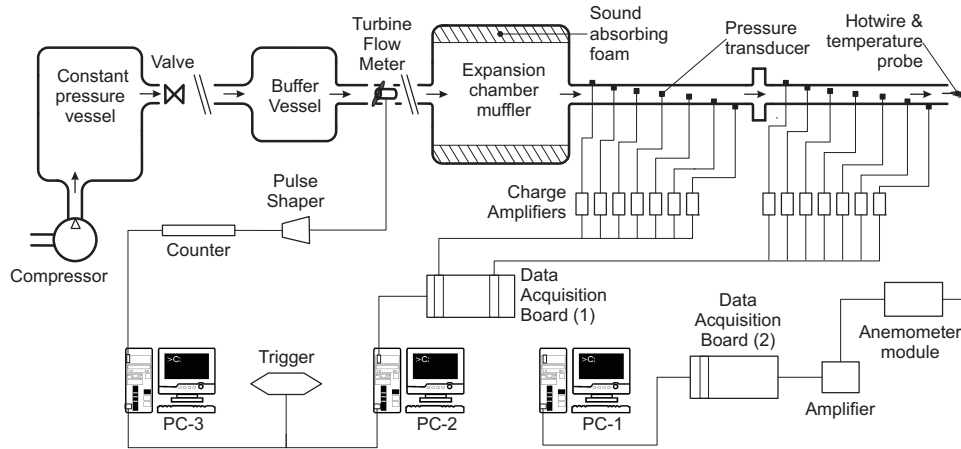 Constant
pressure
vessel
Valve
Buffer
Vessel
Turbine
Flow
Meter
Sound
absorbing
foam
Expansion
chamber
muffler
Pressure
transducer
Hotwire &
temperature
probe
Compressor
Counter
Pulse
Shaper
Charge
Amplifiers
Data
Acquisition
Board (1)
Data
Acquisition
Board (2)
Anemometer
module
Amplifier
Trigger
>C:
PC-3
>C:
PC-2
>C:
PC-1